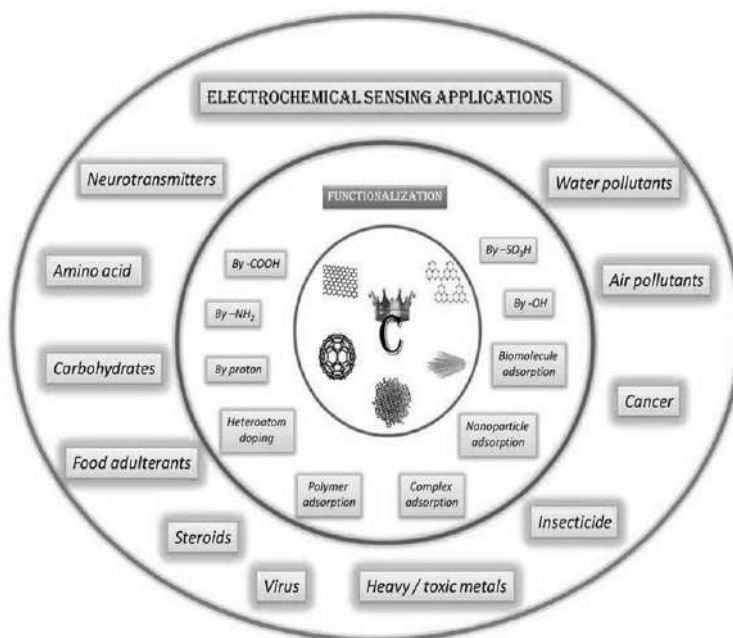 ELECTROCHEMICAL SENSING APPLICATIONS
Neurotransmitters
Water pollutants
FUNCTIONALIZATION
Amino acid
Air pollutants
By -COOH
By –SO₃H
By –NH₂
By -OH
C
Carbohydrates
By proton
Biomolecule
adsorption
Cancer
Heteroatom
doping
Nanoparticle
adsorption
Food adulterants
Polymer
adsorption
Complex
adsorption
Steroids
Insecticide
Virus
Heavy / toxic metals